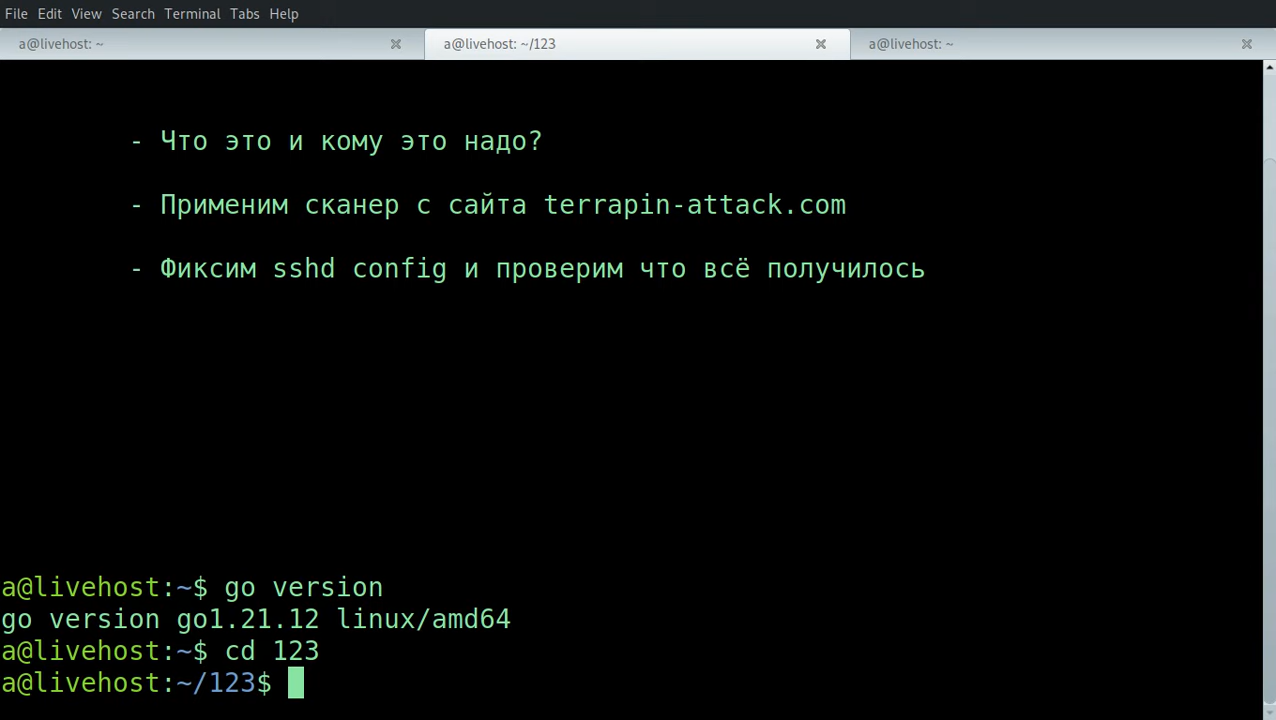 File Edit View Search Terminal Tabs Help
a@livehost: ~ a@livehost: ~/123 a@livehost: ~
- Что это и кому это надо?
- Применим сканер с сайта terrapin-attack.com
- Фиксим sshd config и проверим что всё получилось
a@livehost:~$ go version
go version go1.21.12 linux/amd64
a@livehost:~$ cd 123
a@livehost:~/123$